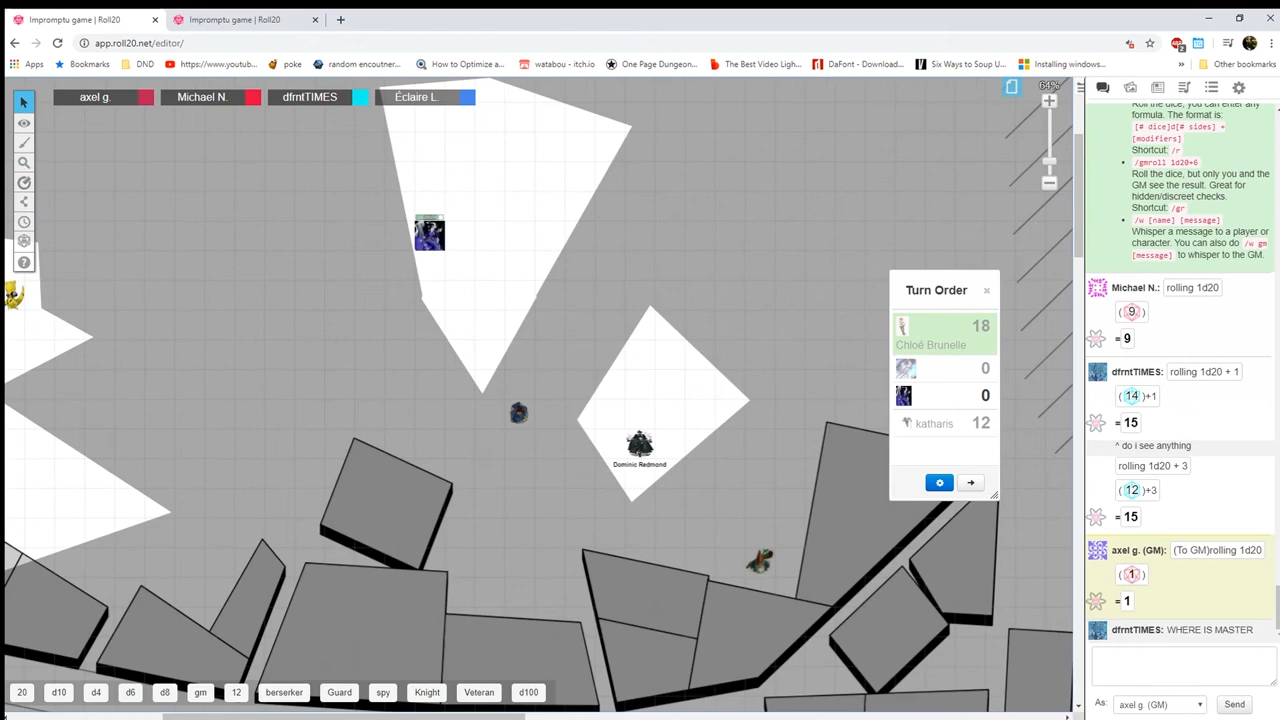 Impromptu game | Roll20
Impromptu game | Roll20
app.roll20.net/editor/
Apps
Bookmarks
DND
https://www.youtub...
poke
random encoutner...
How to Optimize a...
watabou - itch.io
One Page Dungeon...
The Best Video Ligh...
DaFont - Download...
Six Ways to Soup U...
Installing windows...
Other bookmarks
axel g.
Michael N.
dfrntTIMES
Éclaire L.
64%
Roll the dice, you can enter any
formula. The format is:
[# dice]d[# sides] +
[modifiers]
Shortcut: /r
• /gmroll 1d20+6
Roll the dice, but only you and the
GM see the result. Great for
hidden/discreet checks.
Shortcut: /gr
• /w [name] [message]
Whisper a message to a player or
character. You can also do /w gm
[message] to whisper to the GM.
Michael N.: rolling 1d20
(9)
= 9
dfrntTIMES: rolling 1d20 + 1
(14)+1
= 15
^ do i see anything
rolling 1d20 + 3
(12)+3
= 15
axel g. (GM): (To GM)rolling 1d20
(1)
= 1
dfrntTIMES: WHERE IS MASTER
As: axel g. (GM)
Send
Turn Order ×
18
Chloé Brunelle
0
0
katharis 12
Dominic Redmond
20
d10
d4
d6
d8
gm
12
berserker
Guard
spy
Knight
Veteran
d100